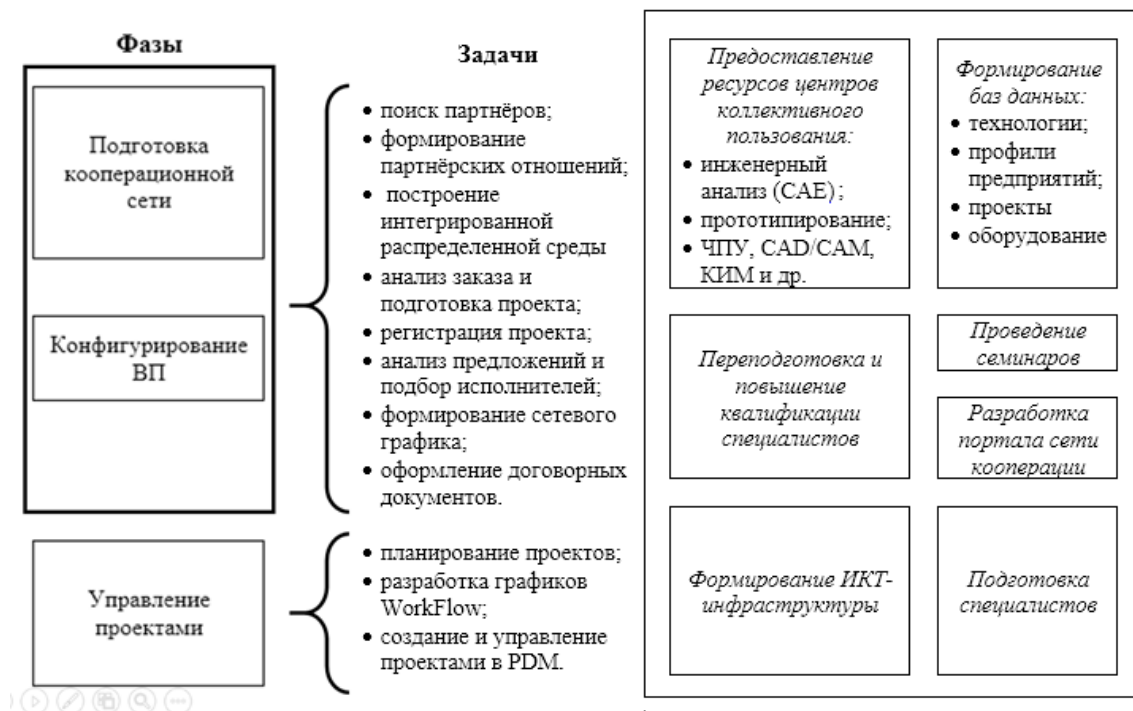 Фазы
Подготовка
кооперационной
сети
Конфигурирование
ВП
Управление
проектами
Задачи
• поиск партнёров;
• формирование
партнёрских отношений;
• построение
интегрированной
распределенной среды
• анализ заказа и
подготовка проекта;
• регистрация проекта;
• анализ предложений и
подбор исполнителей;
• формирование сетевого
графика;
• оформление договорных
документов.
• планирование проектов;
• разработка графиков
WorkFlow;
• создание и управление
проектами в PDM.
Предоставление
ресурсов центров
коллективного
пользования:
• инженерный
анализ (CAE) ;
• прототипирование;
• ЧПУ, CAD/CAM,
КИМ и др.
Формирование
баз данных:
• технологии;
• профили
предприятий;
• проекты
• оборудование
Переподготовка и
повышение
квалификации
специалистов
Проведение
семинаров
Разработка
портала сети
кооперации
Формирование ИКТ-
инфраструктуры
Подготовка
специалистов